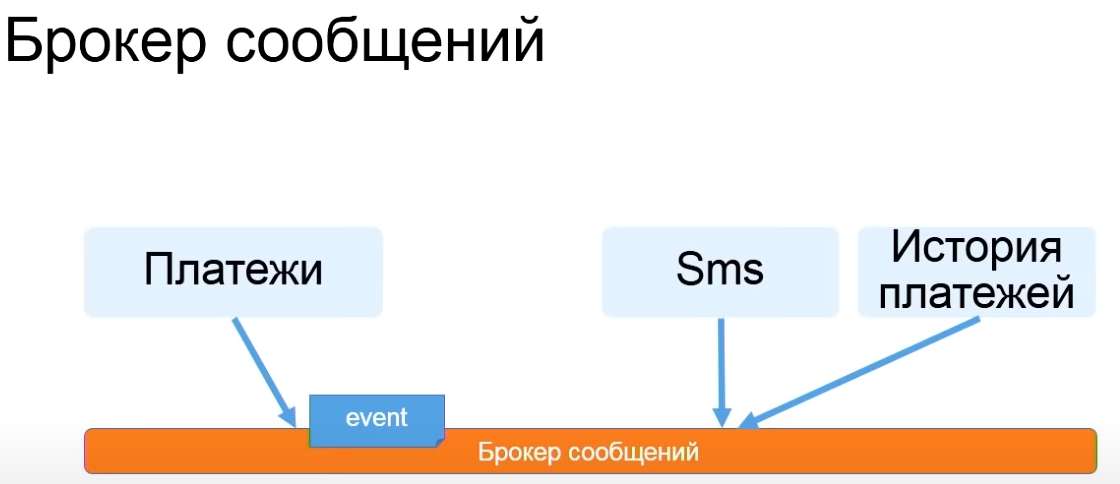 Брокер сообщений
Платежи
Sms
История
платежей
event
Брокер сообщений